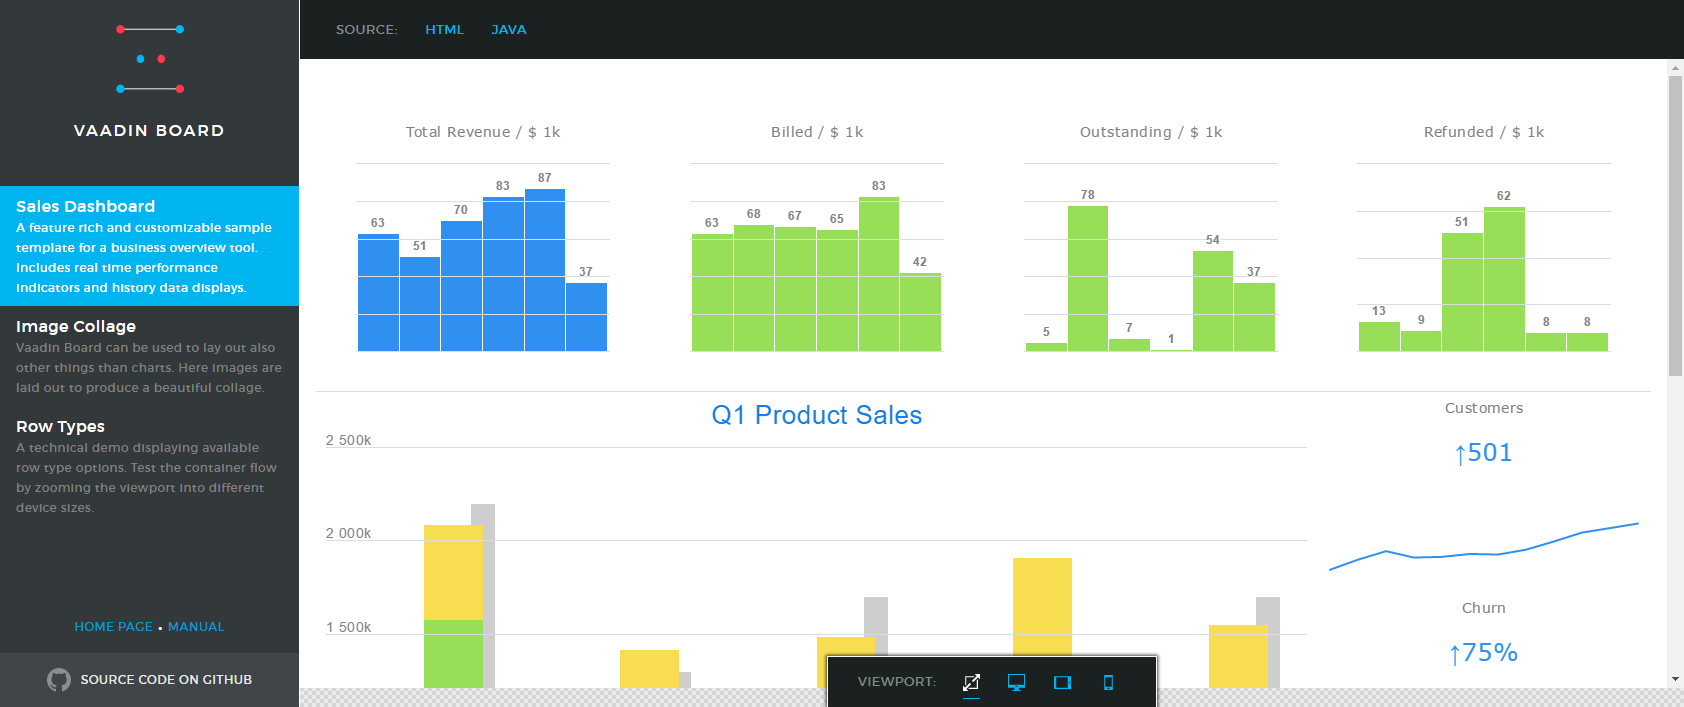 SOURCE: HTML JAVA
VAADIN BOARD
Sales Dashboard
A feature rich and customizable sample
template for a business overview tool.
Includes real time performance
indicators and history data displays.
Image Collage
Vaadin Board can be used to lay out also
other things than charts. Here images are
laid out to produce a beautiful collage.
Row Types
A technical demo displaying available
row type options. Test the container flow
by zooming the viewport into different
device sizes.
HOME PAGE • MANUAL
SOURCE CODE ON GITHUB
Total Revenue / $ 1k
63 51 70 83 87 37
Billed / $ 1k
63 68 67 65 83 42
Outstanding / $ 1k
5 78 7 1 54 37
Refunded / $ 1k
13 9 51 62 8 8
Q1 Product Sales
2 500k
2 000k
1 500k
Customers
↑501
Churn
↑75%
VIEWPORT: